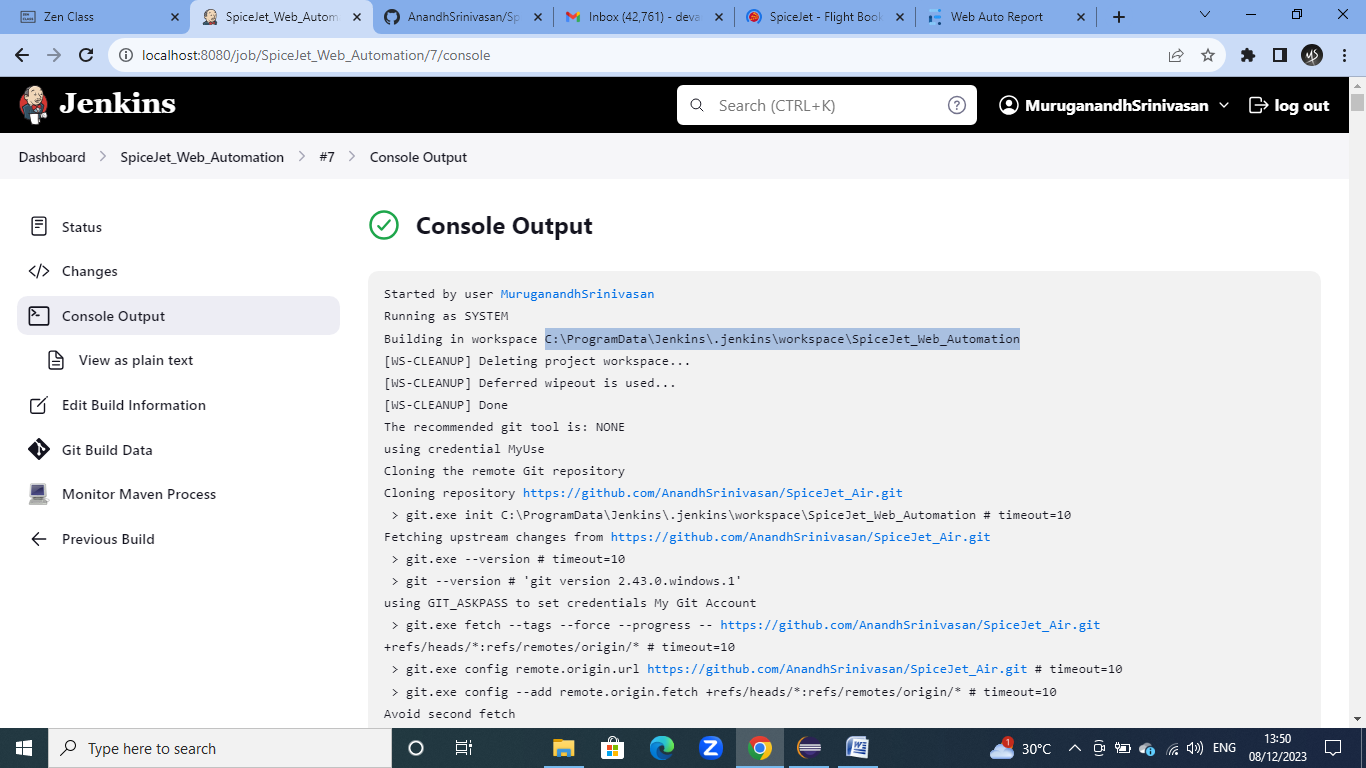 Zen Class
SpiceJet_Web_Autom
AnandhSrinivasan/Sp
Inbox (42,761) - deva
SpiceJet - Flight Book
Web Auto Report
localhost:8080/job/SpiceJet_Web_Automation/7/console
Jenkins
Search (CTRL+K)
MuruganandhSrinivasan
log out
Dashboard
SpiceJet_Web_Automation
#7
Console Output
Status
Changes
Console Output
View as plain text
Edit Build Information
Git Build Data
Monitor Maven Process
Previous Build
Console Output
Started by user MuruganandhSrinivasan
Running as SYSTEM
Building in workspace C:\ProgramData\Jenkins\.jenkins\workspace\SpiceJet_Web_Automation
[WS-CLEANUP] Deleting project workspace...
[WS-CLEANUP] Deferred wipeout is used...
[WS-CLEANUP] Done
The recommended git tool is: NONE
using credential MyUse
Cloning the remote Git repository
Cloning repository https://github.com/AnandhSrinivasan/SpiceJet_Air.git
> git.exe init C:\ProgramData\Jenkins\.jenkins\workspace\SpiceJet_Web_Automation # timeout=10
Fetching upstream changes from https://github.com/AnandhSrinivasan/SpiceJet_Air.git
> git.exe --version # timeout=10
> git --version # 'git version 2.43.0.windows.1'
using GIT_ASKPASS to set credentials My Git Account
> git.exe fetch --tags --force --progress -- https://github.com/AnandhSrinivasan/SpiceJet_Air.git
+refs/heads/*:refs/remotes/origin/* # timeout=10
> git.exe config remote.origin.url https://github.com/AnandhSrinivasan/SpiceJet_Air.git # timeout=10
> git.exe config --add remote.origin.fetch +refs/heads/*:refs/remotes/origin/* # timeout=10
Avoid second fetch
Type here to search
1
30°C
ENG
13:50
08/12/2023